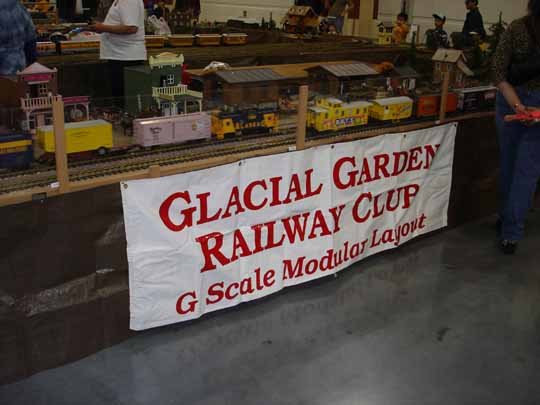 GLACIAL GARDEN
RAILWAY CLUB
G SCALE MODULAR LAYOUT